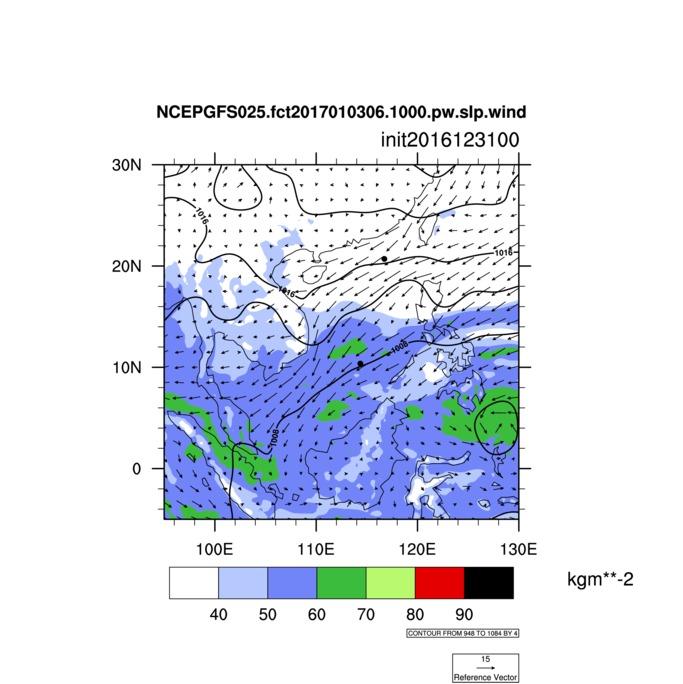 NCEPGFS025.fct2017010306.1000.pw.slp.wind
init2016123100
30N
1016
1016
20N
1016
1008
10N
1008
0
100E 110E 120E 130E
kgm**-2
40 50 60 70 80 90
CONTOUR FROM 948 TO 1084 BY 4
15
Reference Vector